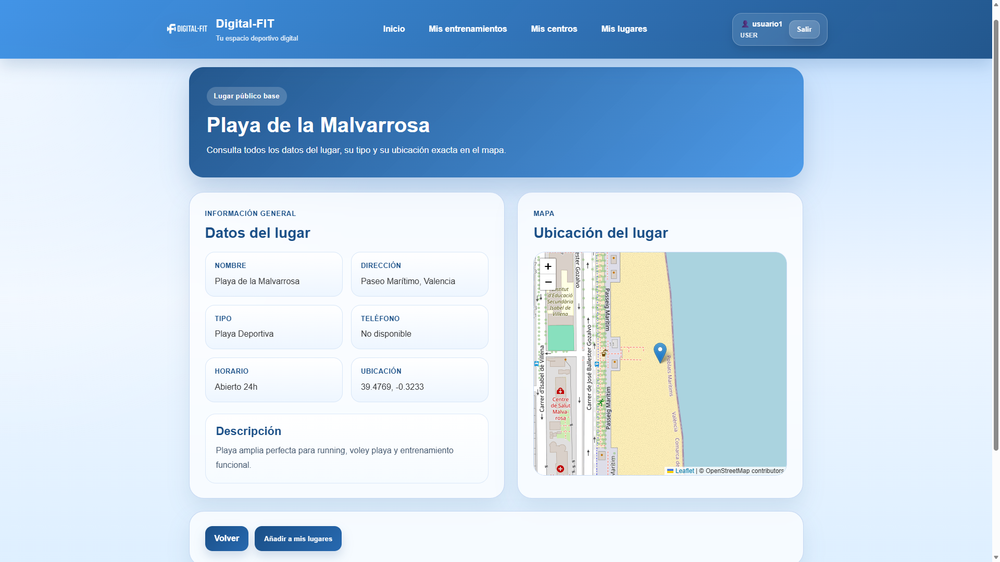 DIGITAL-FIT
Digital-FIT
Tu espacio deportivo digital
Inicio
Mis entrenamientos
Mis centros
Mis lugares
usuario1
USER
Salir
Lugar público base
Playa de la Malvarrosa
Consulta todos los datos del lugar, su tipo y su ubicación exacta en el mapa.
INFORMACIÓN GENERAL
Datos del lugar
NOMBRE
Playa de la Malvarrosa
DIRECCIÓN
Paseo Marítimo, Valencia
TIPO
Playa Deportiva
TELÉFONO
No disponible
HORARIO
Abierto 24h
UBICACIÓN
39.4769, -0.3233
Descripción
Playa amplia perfecta para running, voley playa y entrenamiento
funcional.
MAPA
Ubicación del lugar
+
−
Institut
d'Educació
Secundària
Isabel de
Villena
Passeig Marítim
11
Carrer d'Isabel de Villena
Carrer de José Ballester Gozalvo
Centre
de Salut
Malva-
rosa
Passeig Marítim
Poblats Marítims
València
Comarca de
Leaflet | © OpenStreetMap contributors
Volver
Añadir a mis lugares